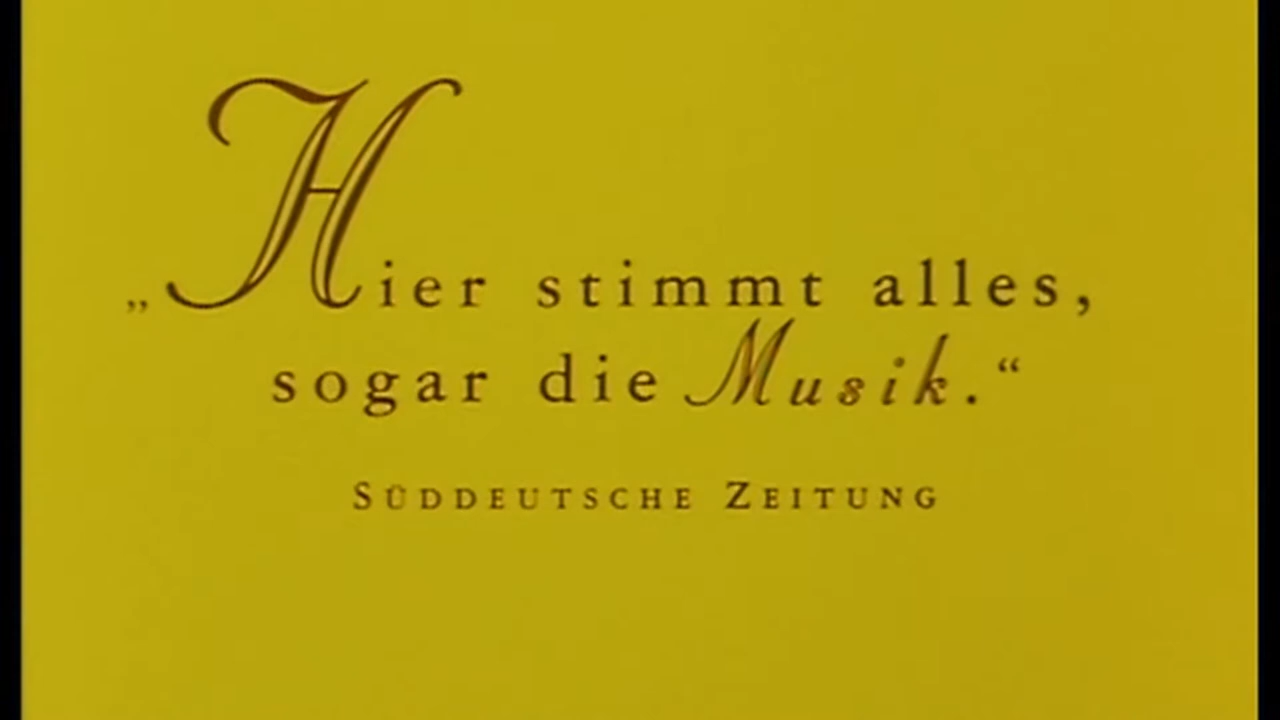 „Hier stimmt alles,
sogar die Musik.“
SÜDDEUTSCHE ZEITUNG